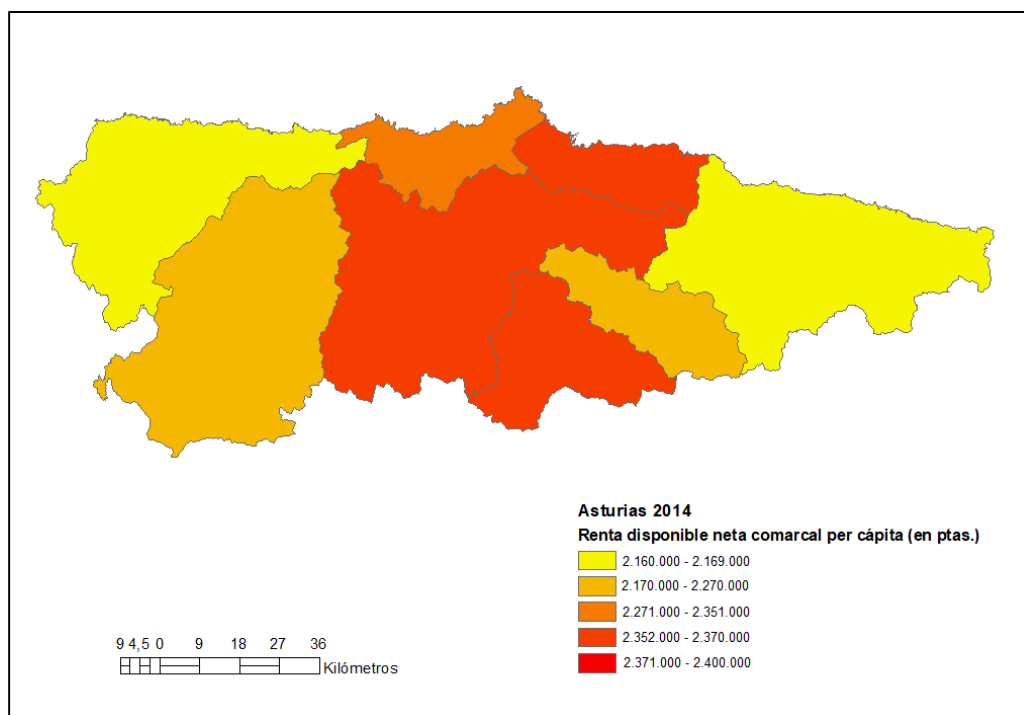 Asturias 2014
Renta disponible neta comarcal per cápita (en ptas.)
2.160.000 - 2.169.000
2.170.000 - 2.270.000
2.271.000 - 2.351.000
2.352.000 - 2.370.000
2.371.000 - 2.400.000
9 4,5 0 9 18 27 36
Kilómetros